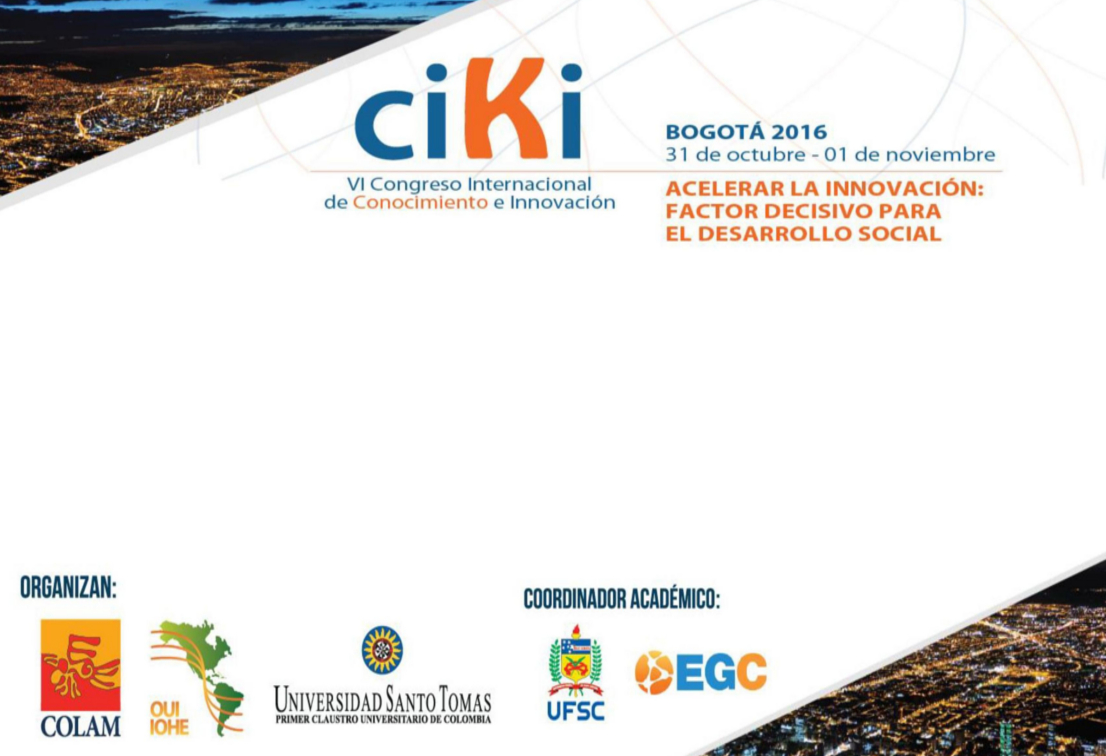 ciKi
VI Congreso Internacional
de Conocimiento e Innovación
BOGOTÁ 2016
31 de octubre - 01 de noviembre
ACELERAR LA INNOVACIÓN:
FACTOR DECISIVO PARA
EL DESARROLLO SOCIAL
ORGANIZAN:
COLAM
OUI
IOHE
UNIVERSIDAD SANTO TOMAS
PRIMER CLAUSTRO UNIVERSITARIO DE COLOMBIA
COORDINADOR ACADÉMICO:
UFSC
EGC